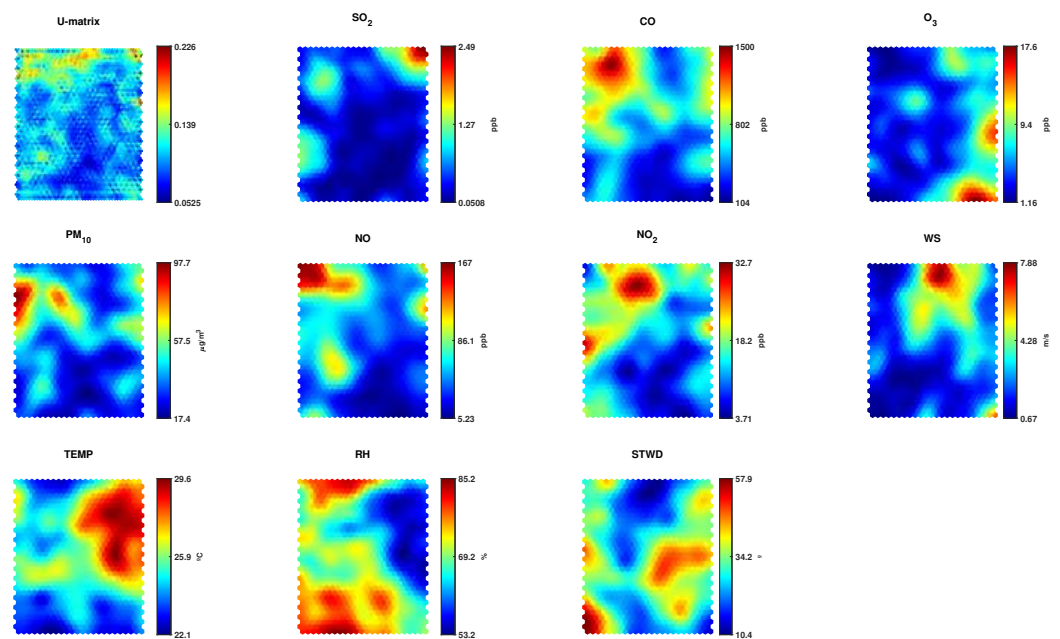 U-matrix
0.226
0.139
0.0525
SO2
2.49
1.27
0.0508
ppb
CO
1500
802
104
ppb
O3
17.6
9.4
1.16
ppb
PM10
97.7
57.5
17.4
μg/m3
NO
167
86.1
5.23
ppb
NO2
32.7
18.2
3.71
ppb
WS
7.88
4.28
0.67
m/s
TEMP
29.6
25.9
22.1
ºC
RH
85.2
69.2
53.2
%
STWD
57.9
34.2
10.4
º